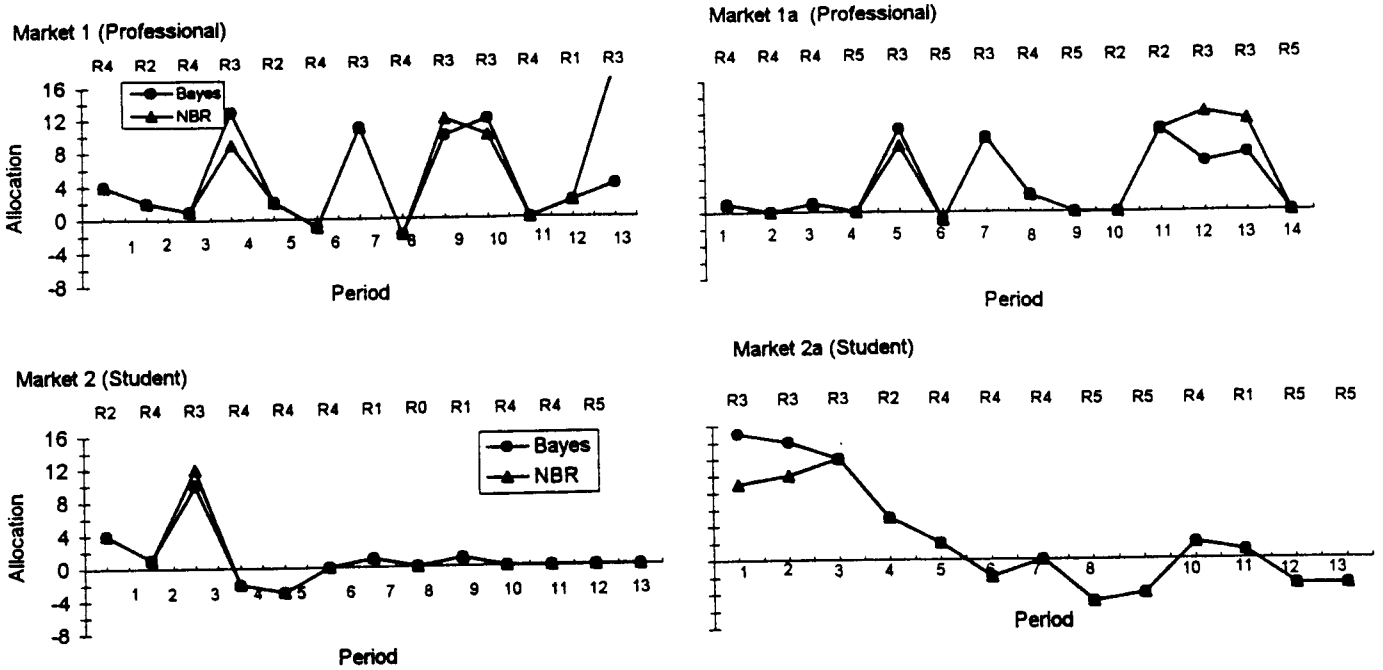 Market 1 (Professional)
R4 R2 R4 R3 R2 R4 R3 R4 R3 R3 R4 R1 R3
16
12
8
4
0
-4
-8
Allocation
Bayes
NBR
1 2 3 4 5 6 7 8 9 10 11 12 13
Period
Market 1a (Professional)
R4 R4 R4 R5 R3 R5 R3 R4 R5 R2 R2 R3 R3 R5
1 2 3 4 5 6 7 8 9 10 11 12 13 14
Period
Market 2 (Student)
R2 R4 R3 R4 R4 R4 R1 R0 R1 R4 R4 R5
16
12
8
4
0
-4
-8
Allocation
Bayes
NBR
1 2 3 4 5 6 7 8 9 10 11 12 13
Period
Market 2a (Student)
R3 R3 R3 R2 R4 R4 R4 R5 R5 R4 R1 R5 R5
1 2 3 4 5 6 7 8 9 10 11 12 13
Period